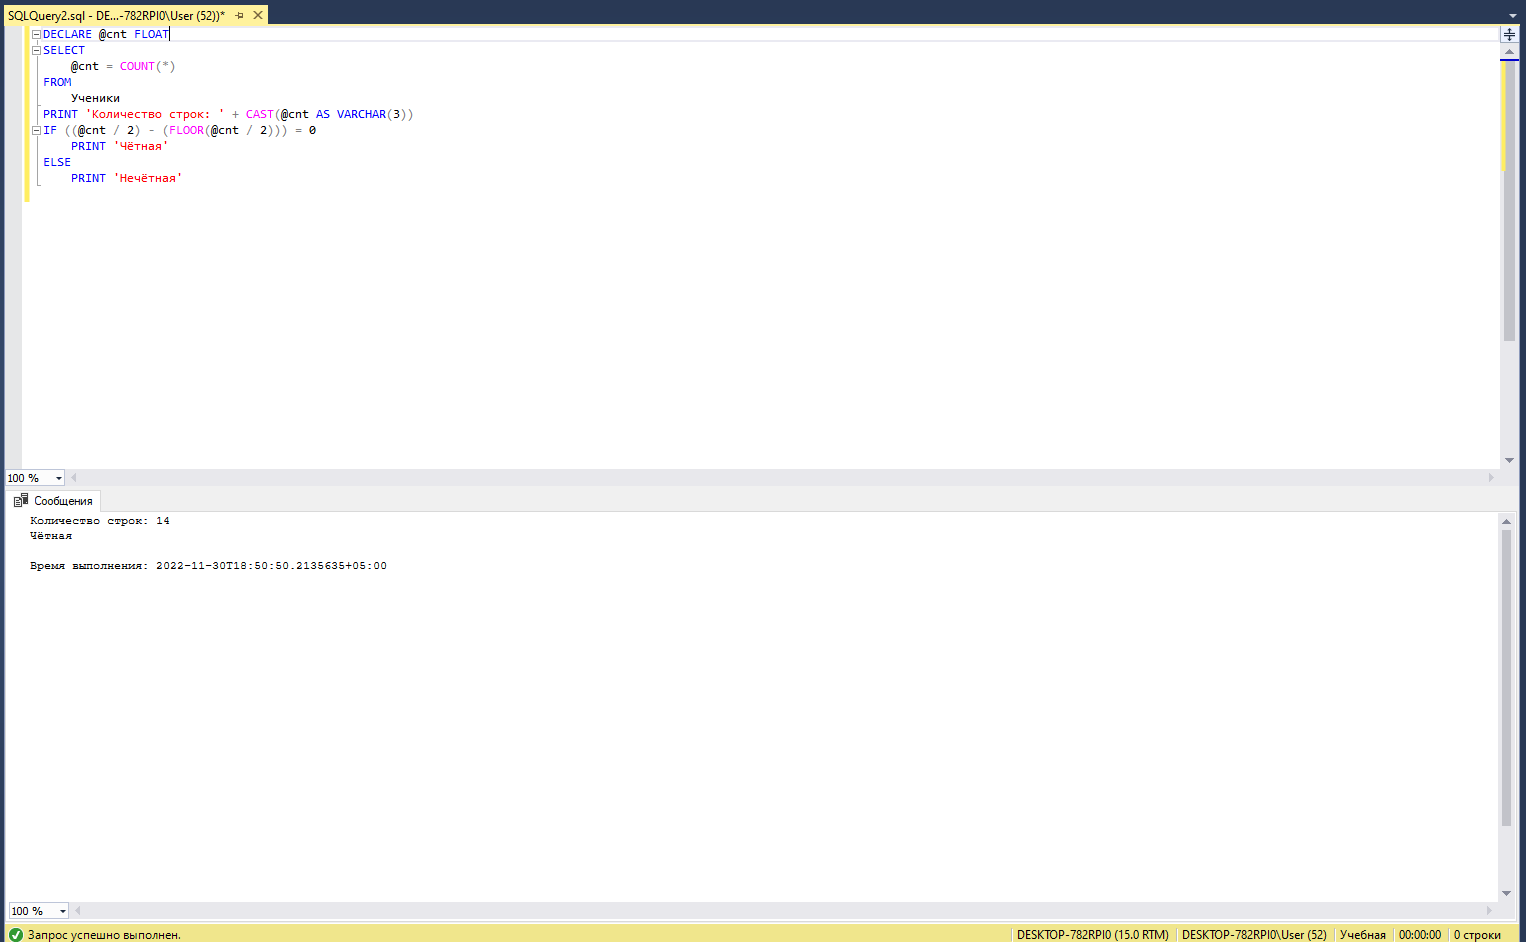 SQLQuery2.sql - DE...-782RPI0\User (52))*
DECLARE @cnt FLOAT
SELECT
@cnt = COUNT(*)
FROM
Ученики
PRINT 'Количество строк: ' + CAST(@cnt AS VARCHAR(3))
IF ((@cnt / 2) - (FLOOR(@cnt / 2))) = 0
PRINT 'Чётная'
ELSE
PRINT 'Нечётная'
100 %
Сообщения
Количество строк: 14
Чётная
Время выполнения: 2022-11-30T18:50:50.2135635+05:00
100 %
Запрос успешно выполнен. DESKTOP-782RPI0 (15.0 RTM) DESKTOP-782RPI0\User (52) Учебная 00:00:00 0 строки